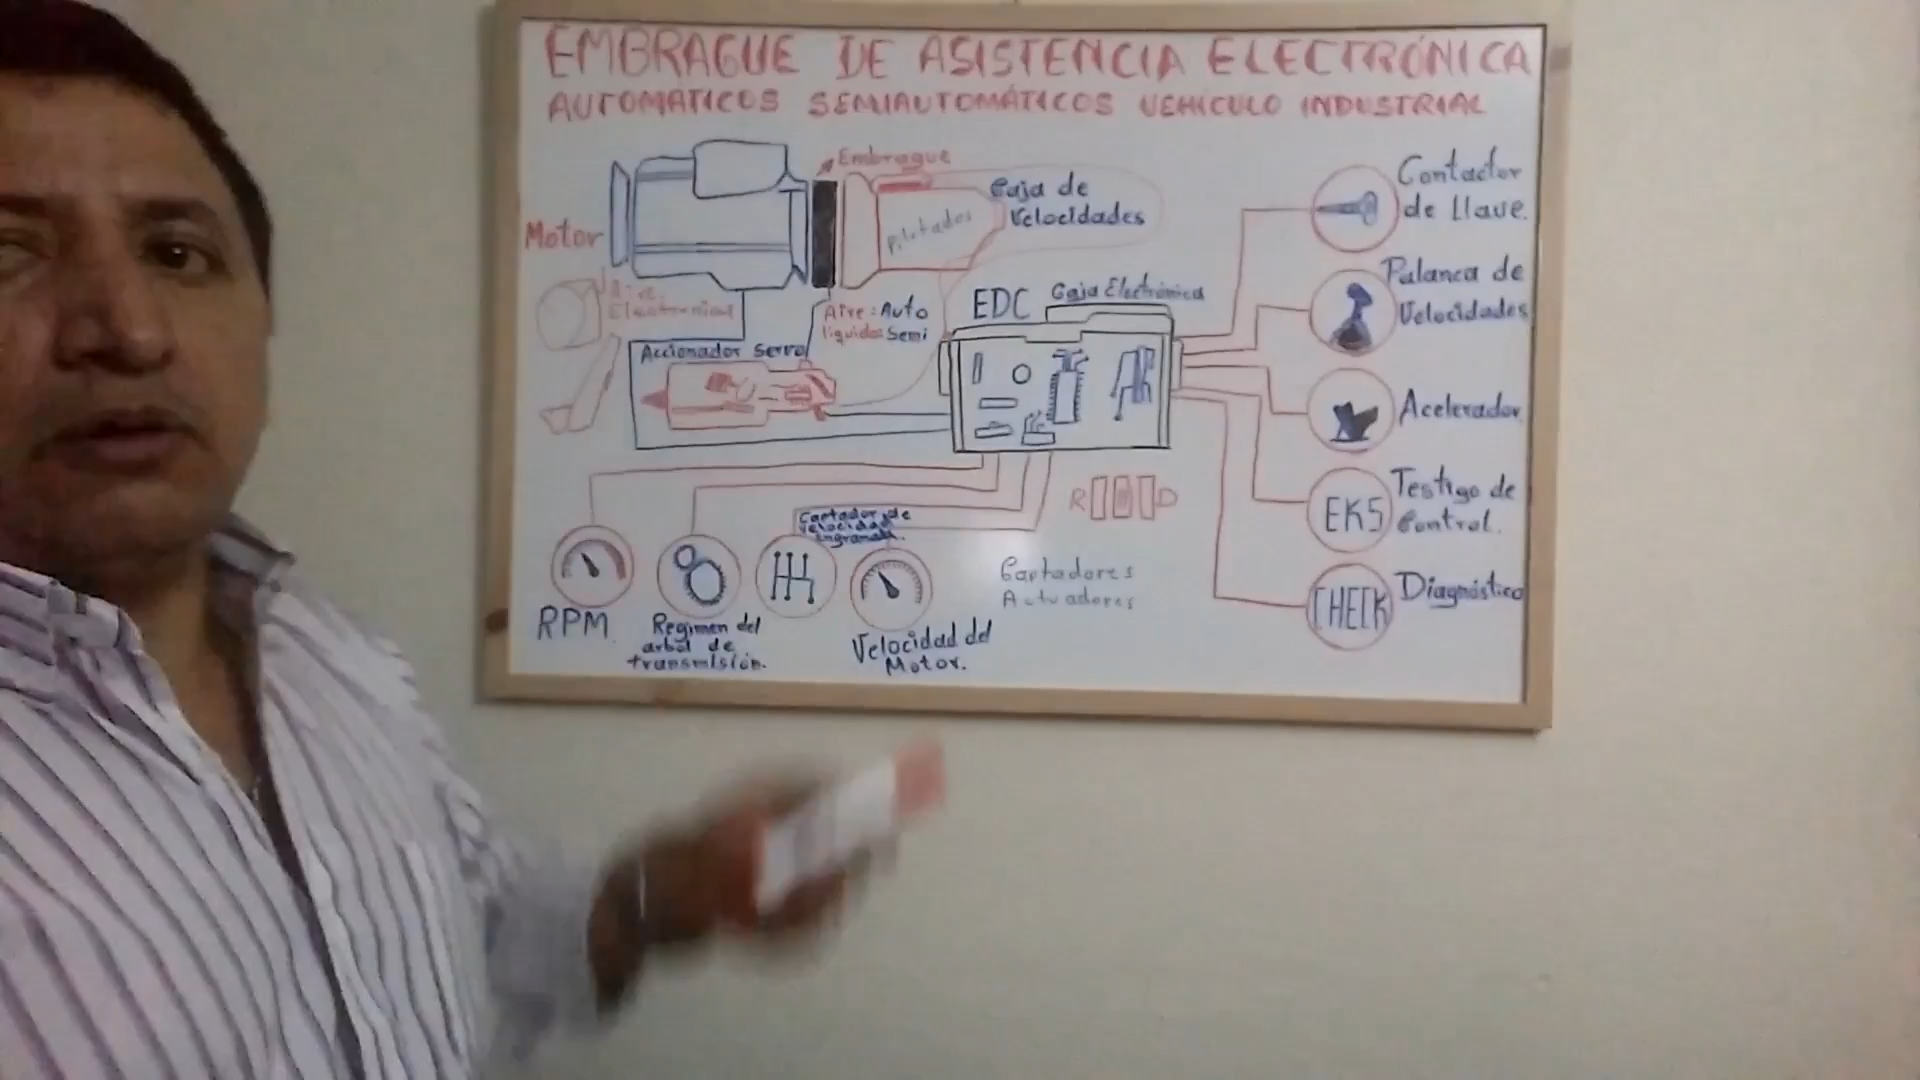 EMBRAGUE DE ASISTENCIA ELECTRÓNICA
AUTOMATICOS SEMIAUTOMÁTICOS VEHICULO INDUSTRIAL
Embrague
Caja de
Velocidades
Pilotados
Motor
Aire
Aire: Auto
liquido: Semi
Accionador Servo
EDC
Caja Electrónica
Contactor
de Llave.
Palanca de
Velocidades
Acelerador
EKS
Testigo de
Control.
CHECK
Diagnóstico
R D
Captador de
velocidad
Engranada.
RPM.
Regimen del
arbol de
transmisión.
Velocidad del
Motor.
Captadores
Actuadores